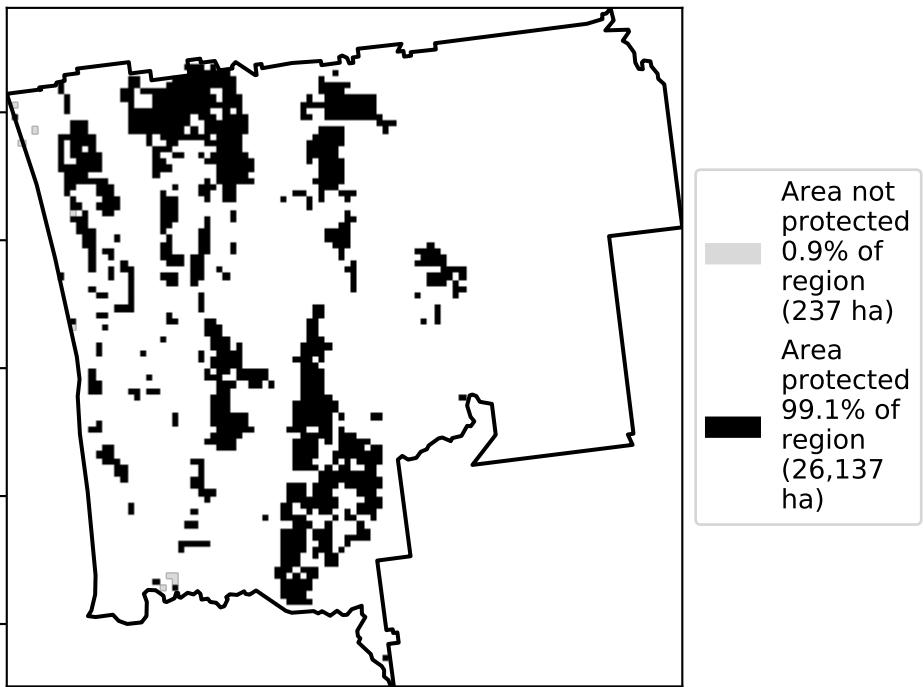 Area not
protected
0.9% of
region
(237 ha)
Area
protected
99.1% of
region
(26,137
ha)